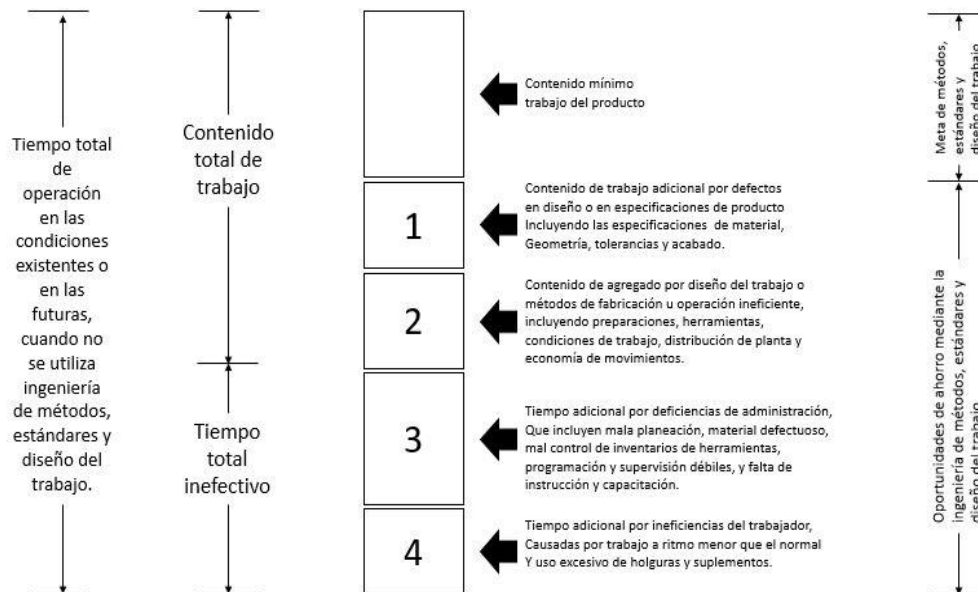 Tiempo total
de
operación
en las
condiciones
existentes o
en las
futuras,
cuando no
se utiliza
ingeniería
de métodos,
estándares y
diseño del
trabajo.
Contenido
total de
trabajo
Tiempo
total
inefectivo
Contenido mínimo
trabajo del producto
1
Contenido de trabajo adicional por defectos
en diseño o en especificaciones de producto
Incluyendo las especificaciones de material,
Geometría, tolerancias y acabado.
2
Contenido de agregado por diseño del trabajo o
métodos de fabricación u operación ineficiente,
incluyendo preparaciones, herramientas,
condiciones de trabajo, distribución de planta y
economía de movimientos.
3
Tiempo adicional por deficiencias de administración,
Que incluyen mala planeación, material defectuoso,
mal control de inventarios de herramientas,
programación y supervisión débiles, y falta de
instrucción y capacitación.
4
Tiempo adicional por ineficiencias del trabajador,
Causadas por trabajo a ritmo menor que el normal
Y uso excesivo de holguras y suplementos.
Meta de métodos,
estándares y
diseño del trabajo
Oportunidades de ahorro mediante la
ingeniería de métodos, estándares y
diseño del trabajo